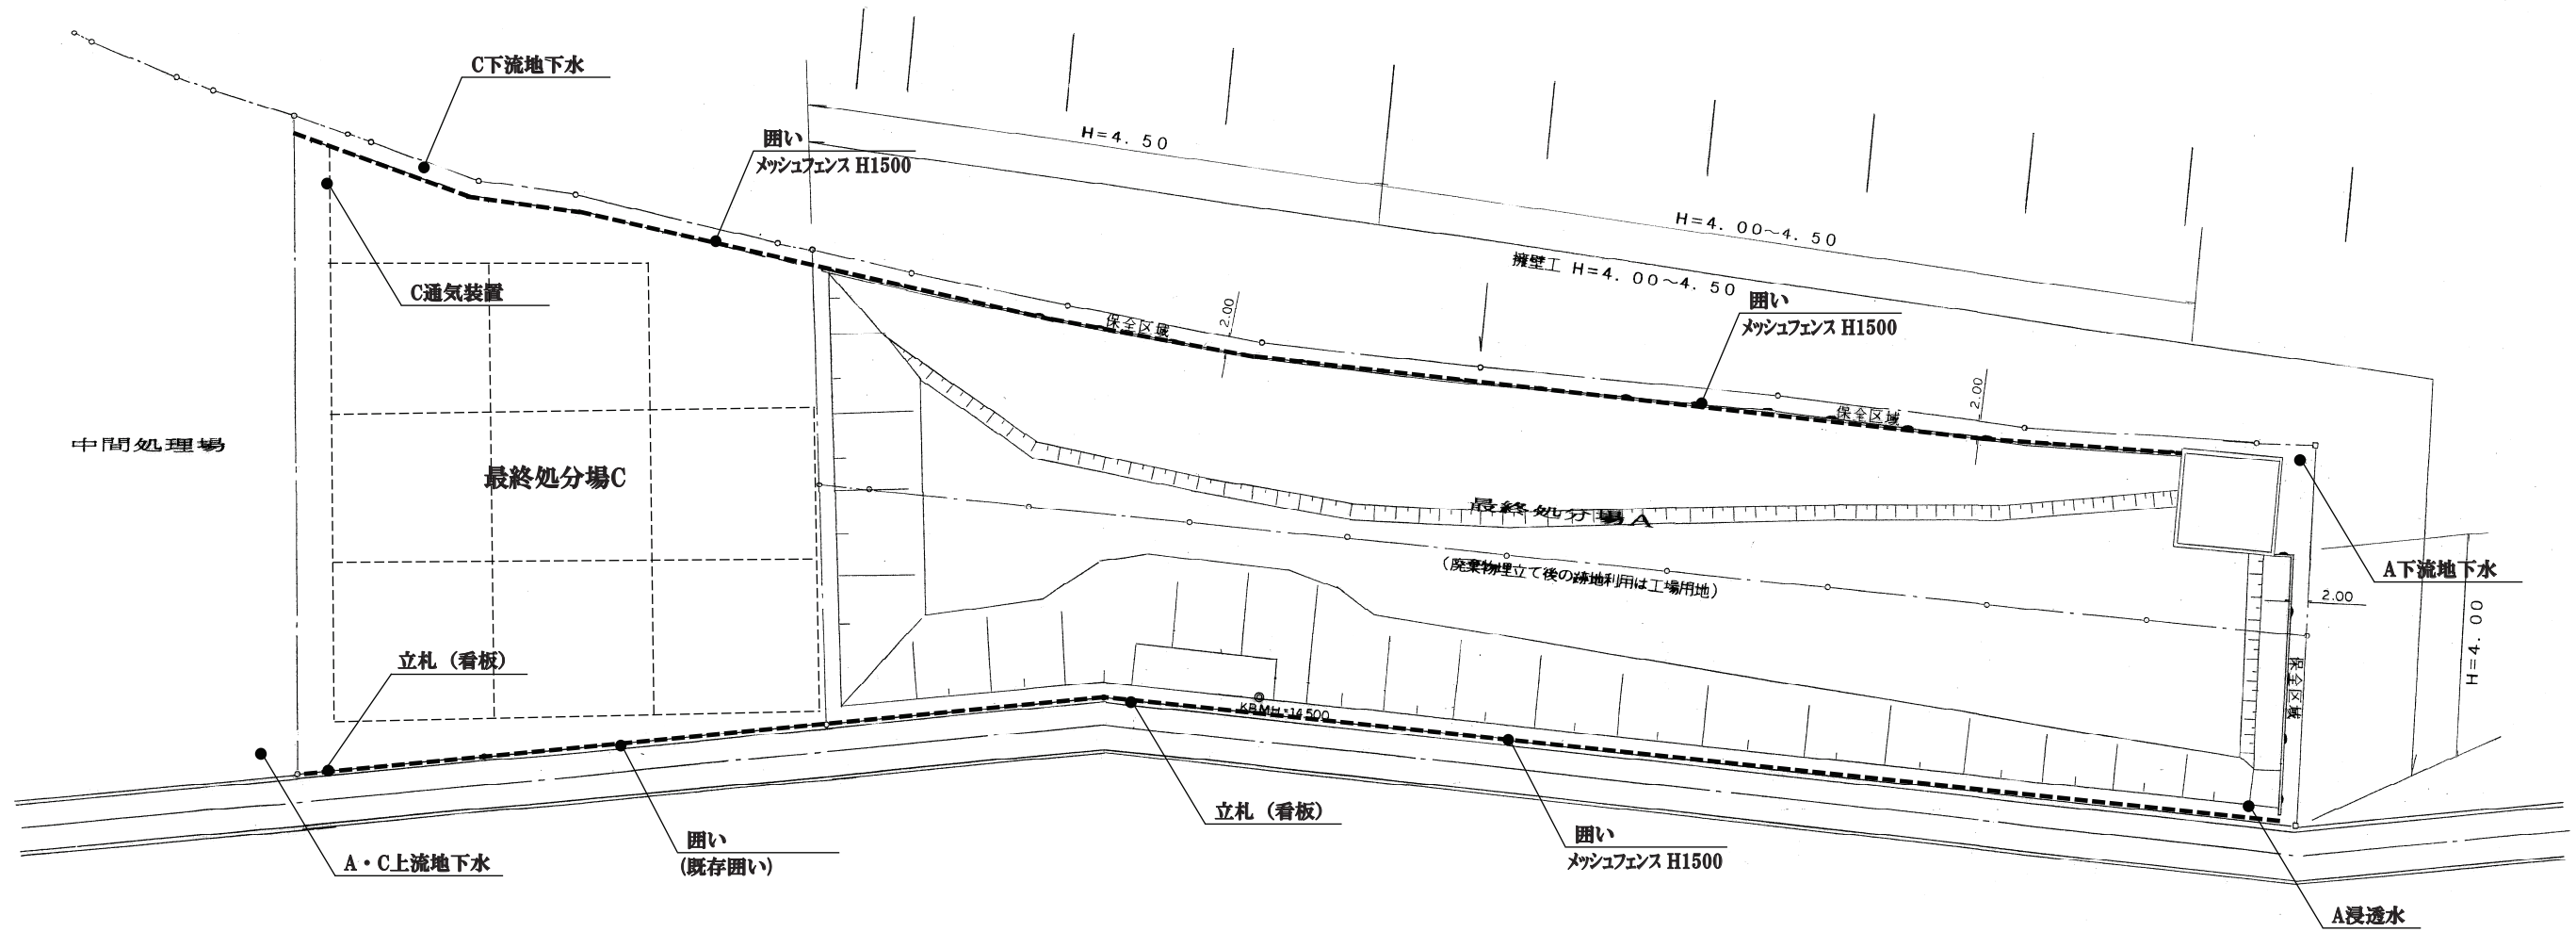 C下流地下水
囲い
メッシュフェンス H1500
H=4.50
H=4.00〜4.50
擁壁工 H=4.00〜4.50
囲い
メッシュフェンス H1500
C通気装置
保全区域
2.00
保全区域
2.00
中間処理場
最終処分場C
最終処分場A
(廃棄物埋立て後の跡地利用は工場用地)
A下流地下水
2.00
H=4.00
保全区域
立札（看板）
KBMH=14.500
立札（看板）
囲い
(既存囲い)
囲い
メッシュフェンス H1500
A・C上流地下水
A浸透水